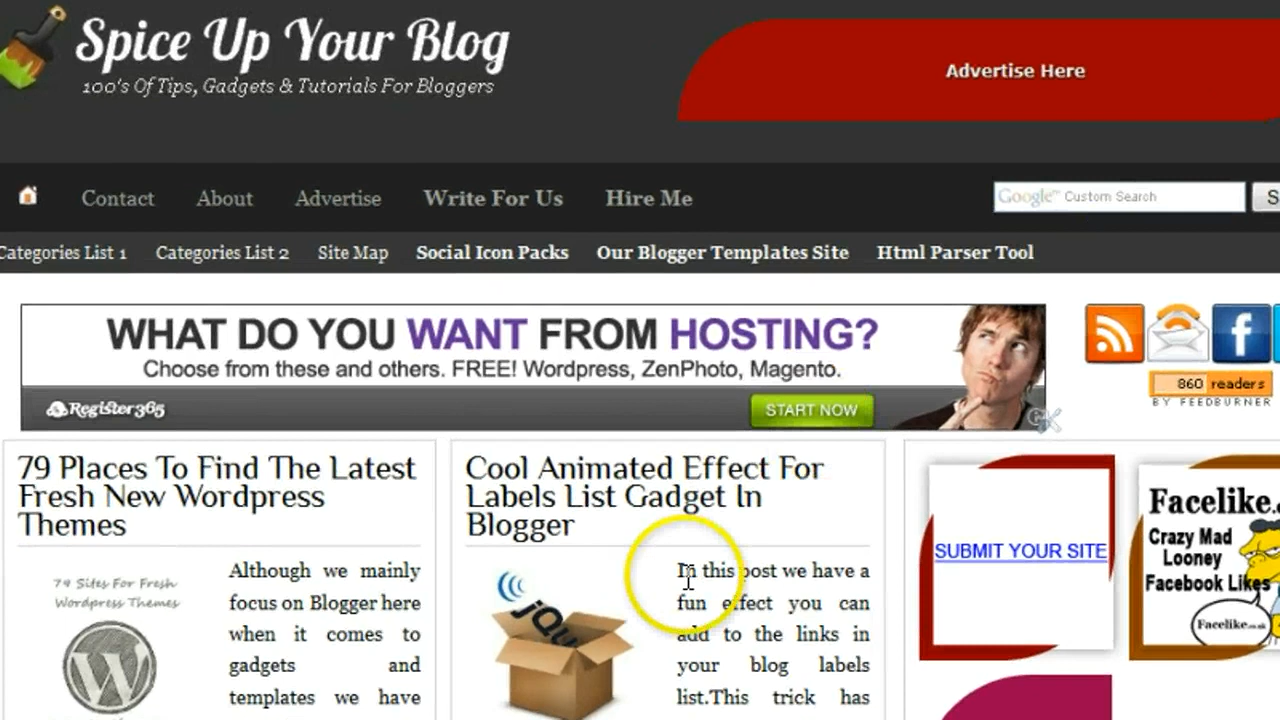 Spice Up Your Blog
100's Of Tips, Gadgets & Tutorials For Bloggers
Advertise Here
Contact About Advertise Write For Us Hire Me
Google™ Custom Search
S
Categories List 1 Categories List 2 Site Map Social Icon Packs Our Blogger Templates Site Html Parser Tool
WHAT DO YOU WANT FROM HOSTING?
Choose from these and others. FREE! Wordpress, ZenPhoto, Magento.
Register365
START NOW
860 readers
BY FEEDBURNER
79 Places To Find The Latest
Fresh New Wordpress
Themes
79 Sites For Fresh
Wordpress Themes
Although we mainly
focus on Blogger here
when it comes to
gadgets and
templates we have
Cool Animated Effect For
Labels List Gadget In
Blogger
jQu
In this post we have a
fun effect you can
add to the links in
your blog labels
list.This trick has
SUBMIT YOUR SITE
Facelike.
Crazy Mad
Looney
Facebook Likes
Facelike.co.uk